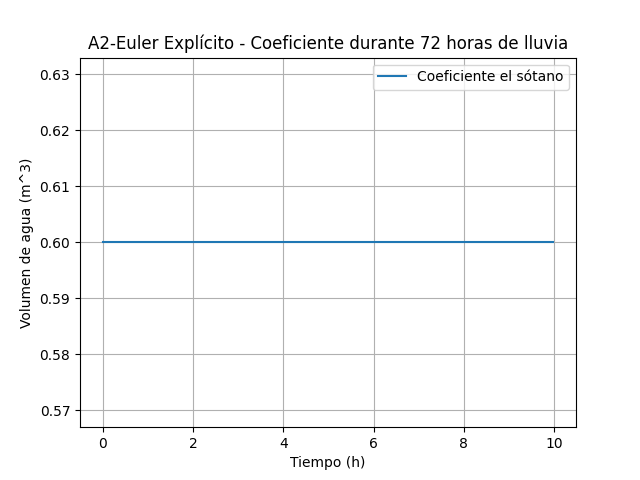 A2-Euler Explícito - Coeficiente durante 72 horas de lluvia
Coeficiente el sótano
0.63
0.62
0.61
0.60
0.59
0.58
0.57
Volumen de agua (m^3)
0 2 4 6 8 10
Tiempo (h)